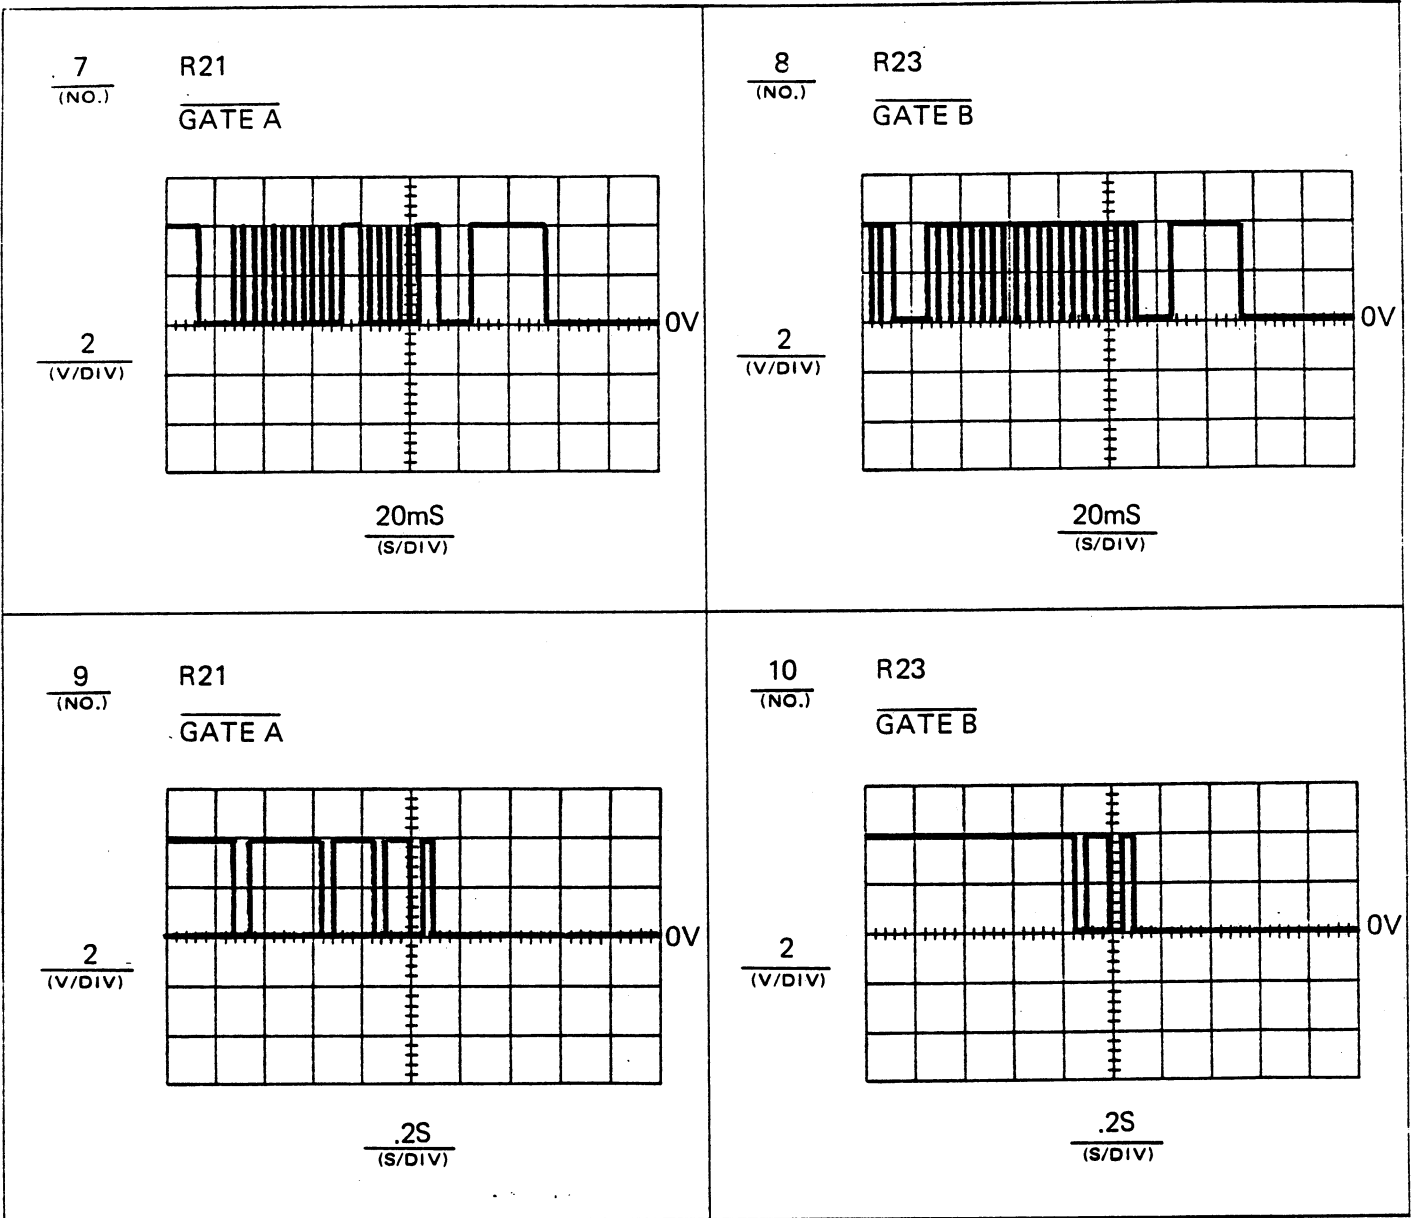 7
(NO.)
R21
GATE A
2
(V/DIV)
0V
20mS
(S/DIV)
8
(NO.)
R23
GATE B
2
(V/DIV)
0V
20mS
(S/DIV)
9
(NO.)
R21
GATE A
2
(V/DIV)
0V
.2S
(S/DIV)
10
(NO.)
R23
GATE B
2
(V/DIV)
0V
.2S
(S/DIV)